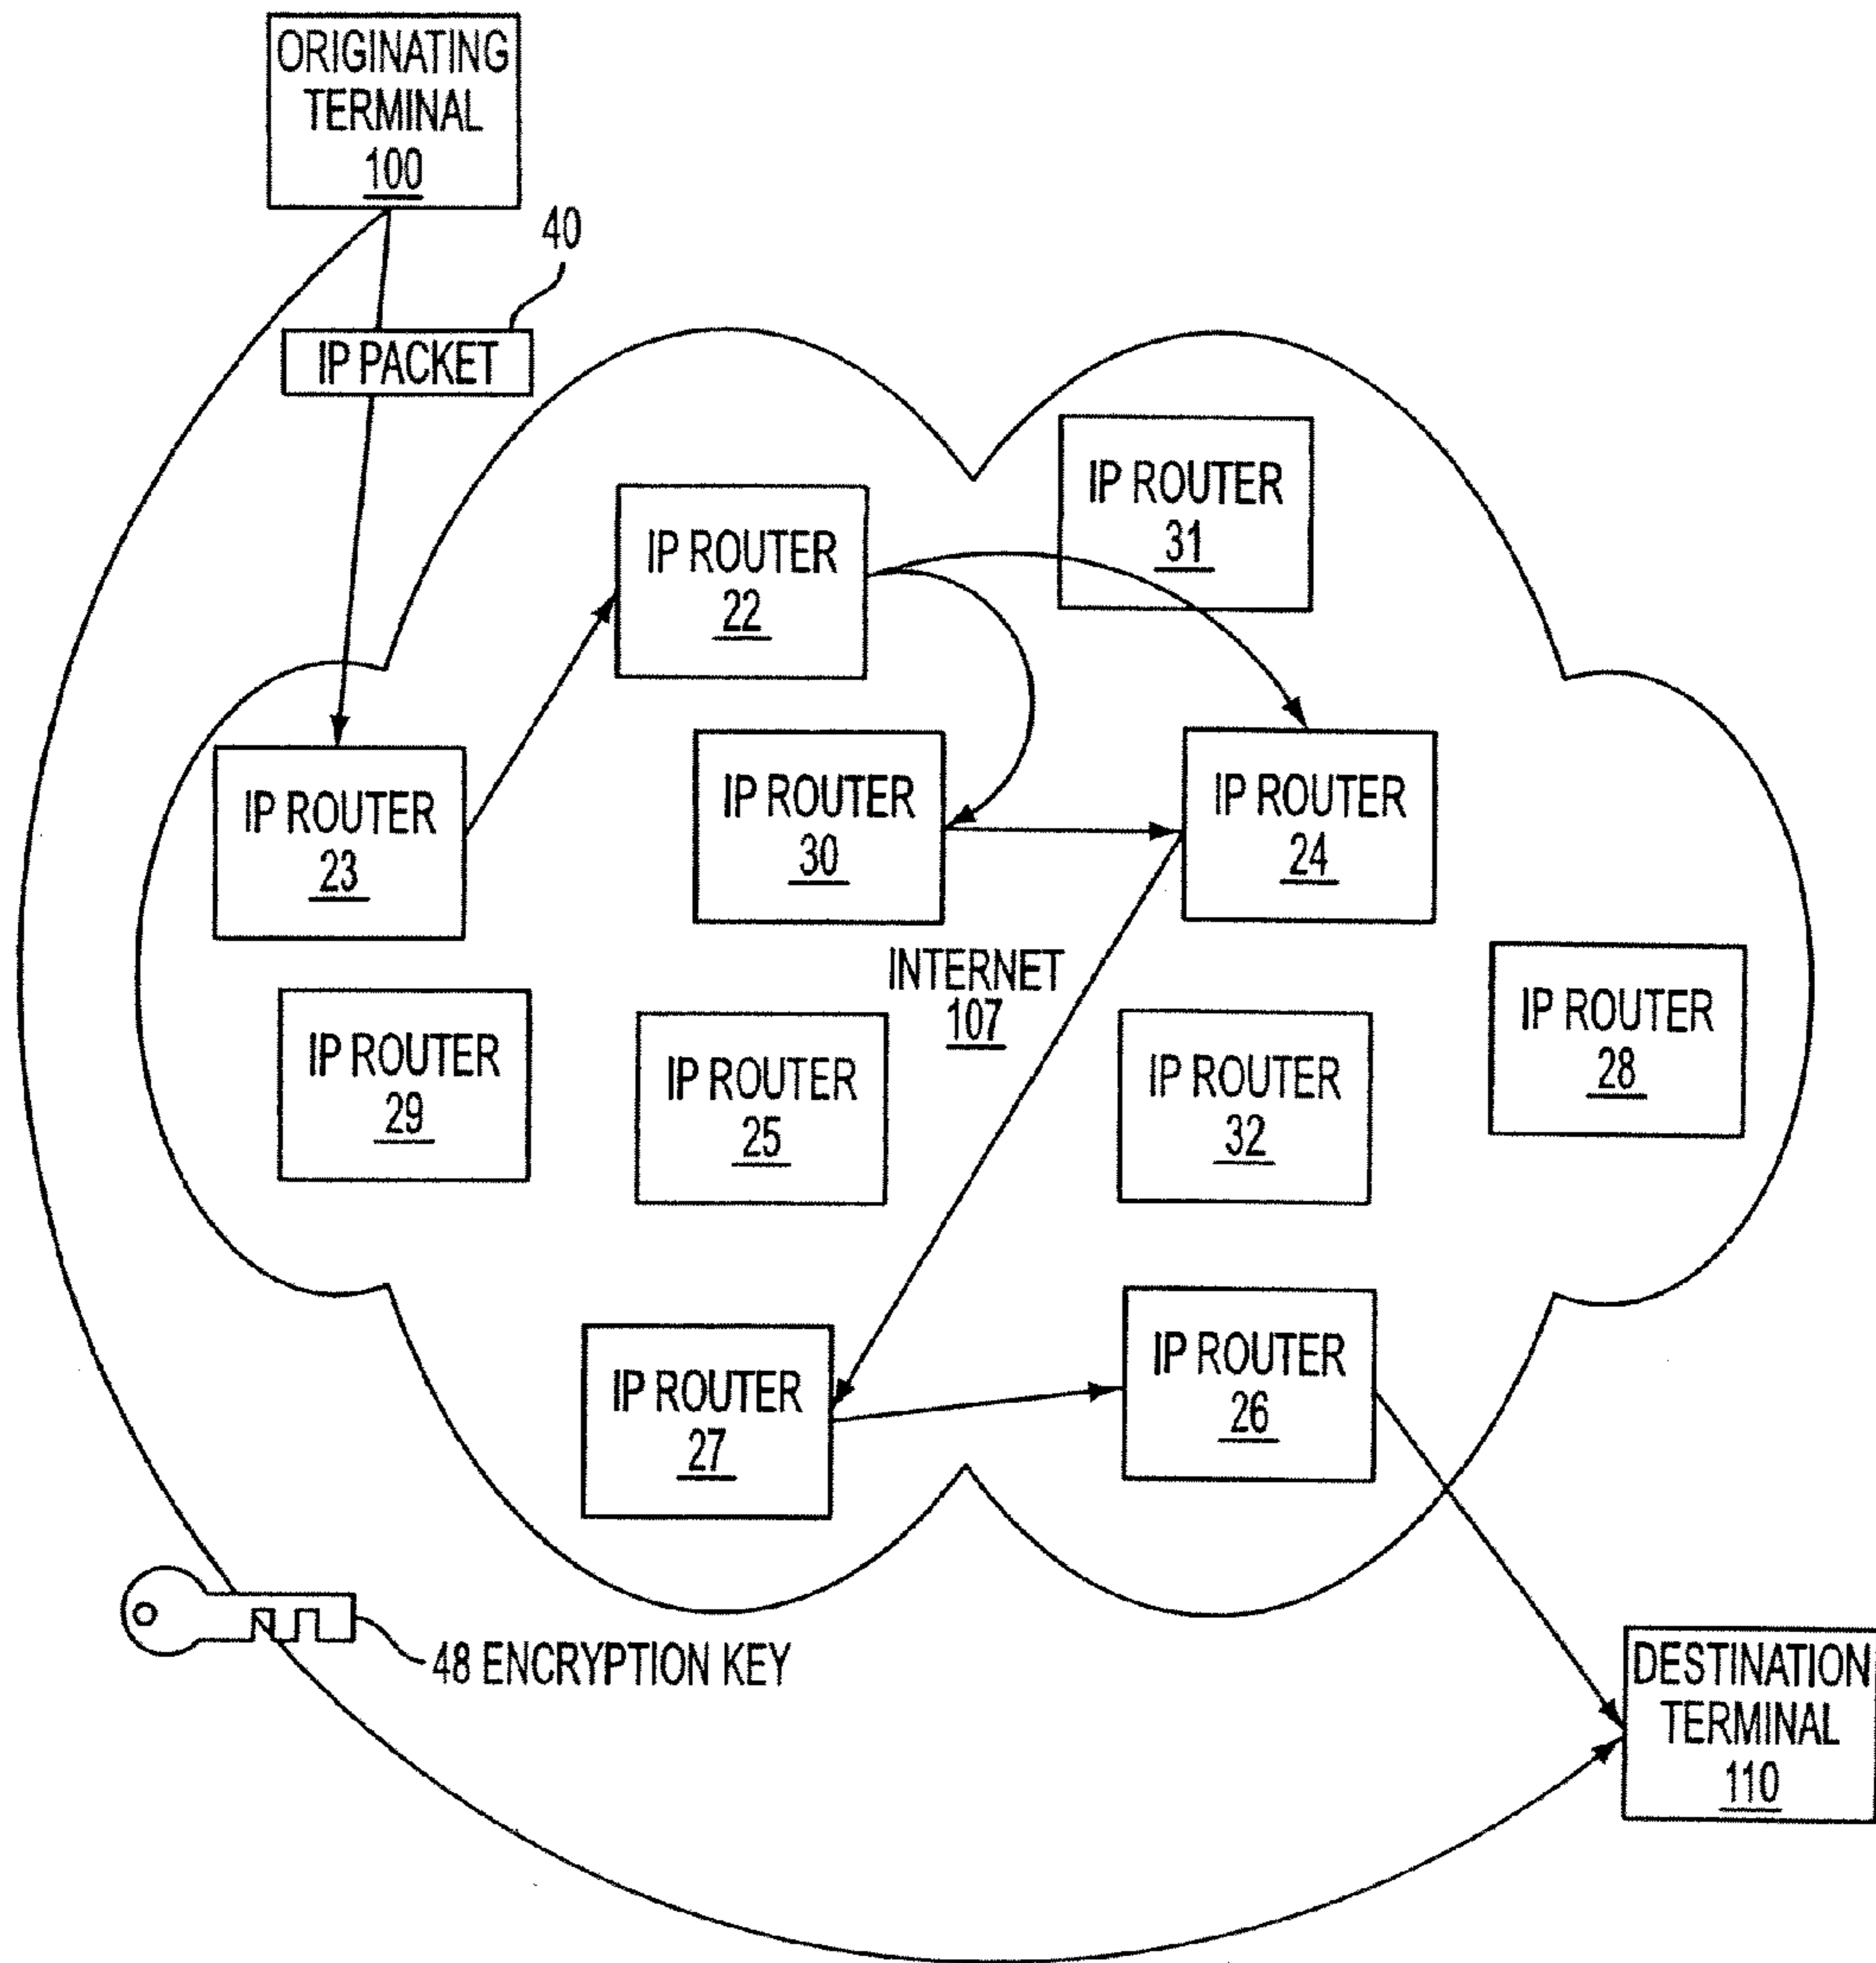 ORIGINATING
TERMINAL
100
40
IP PACKET
IP ROUTER
31
IP ROUTER
22
IP ROUTER
23
IP ROUTER
30
IP ROUTER
24
INTERNET
107
IP ROUTER
28
IP ROUTER
29
IP ROUTER
25
IP ROUTER
32
IP ROUTER
27
IP ROUTER
26
48 ENCRYPTION KEY
DESTINATION
TERMINAL
110